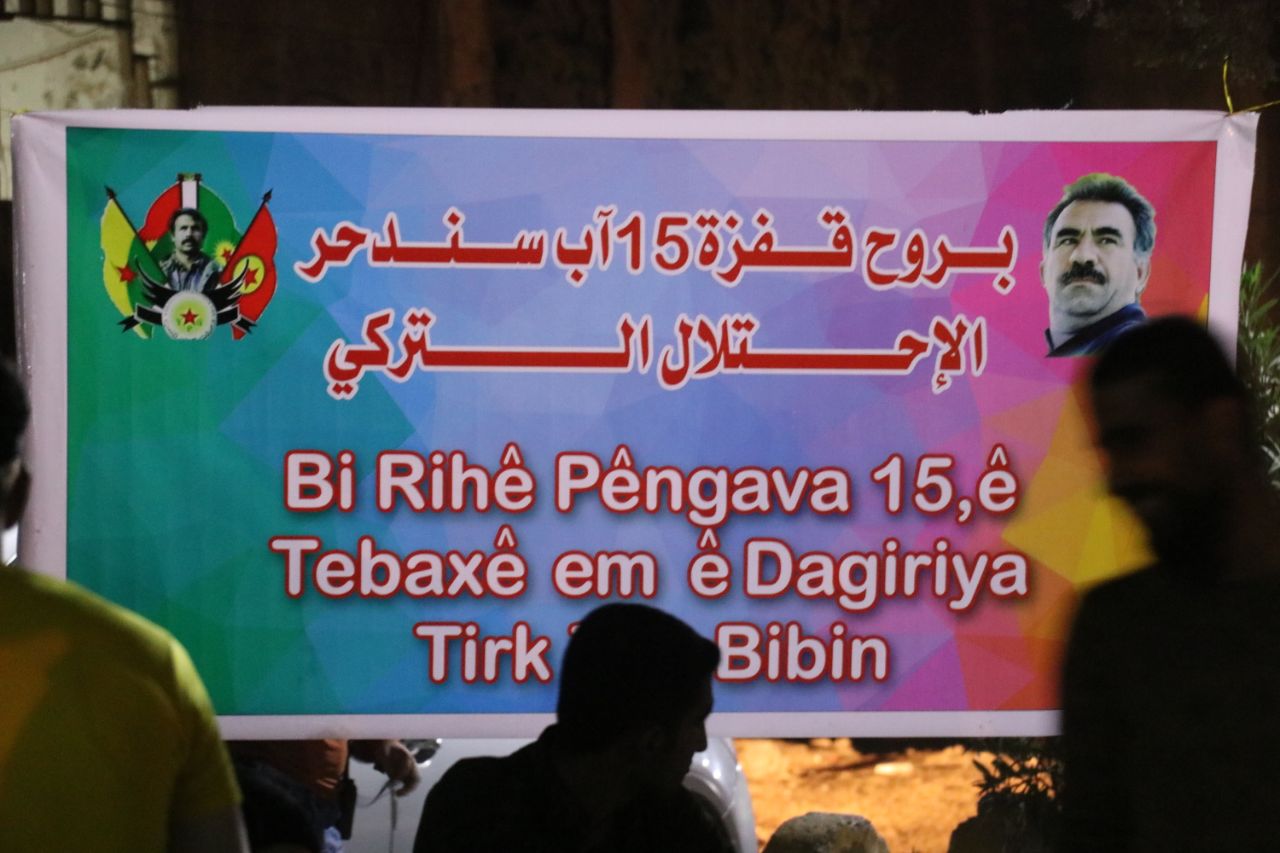 بروح قفزة 15 آب سندحر
الإحتلال التركي
Bi Rihê Pêngava 15,ê
Tebaxê em ê Dagiriya
Tirk Bibin